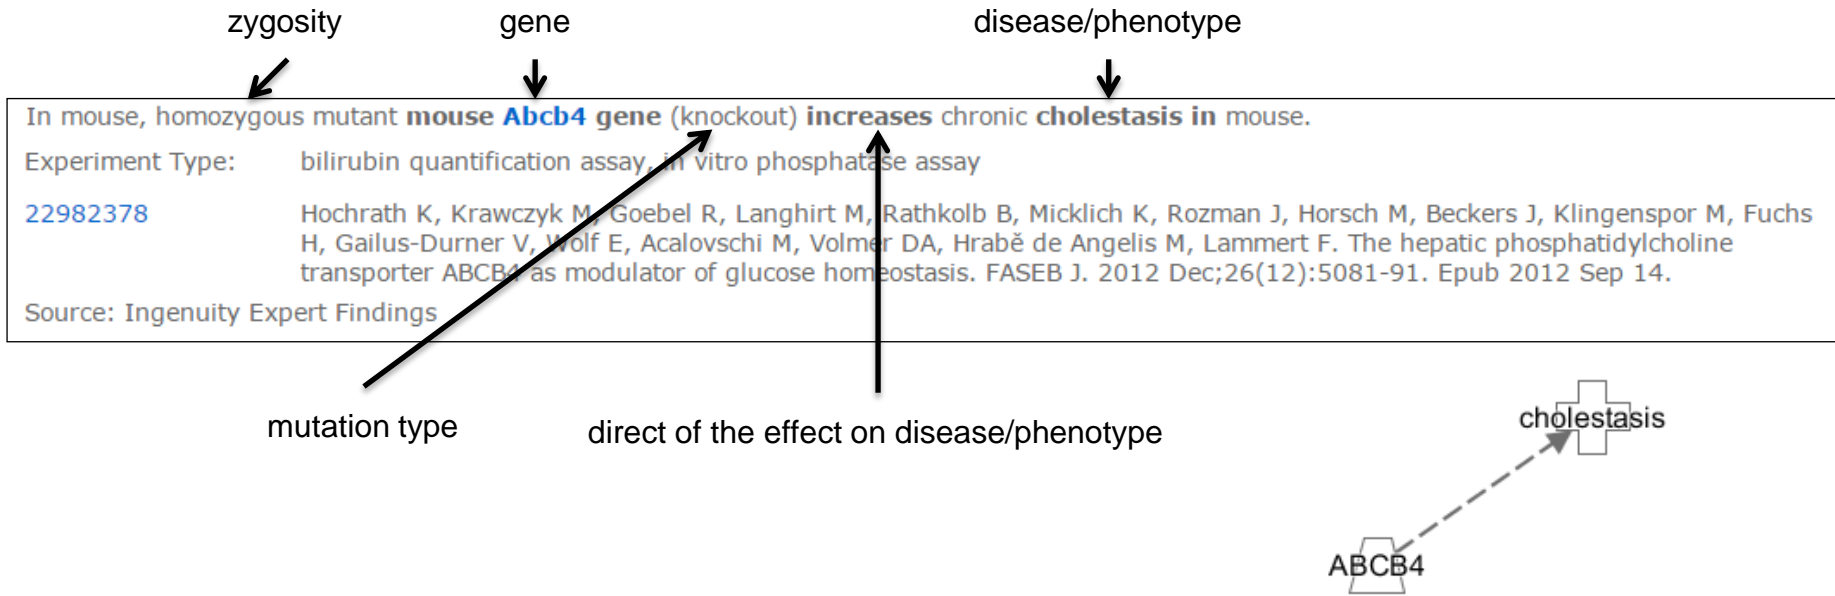 zygosity gene disease/phenotype
In mouse, homozygous mutant mouse Abcb4 gene (knockout) increases chronic cholestasis in mouse.
Experiment Type: bilirubin quantification assay, in vitro phosphatase assay
22982378 Hochrath K, Krawczyk M, Goebel R, Langhirt M, Rathkolb B, Micklich K, Rozman J, Horsch M, Beckers J, Klingenspor M, Fuchs
H, Gailus-Durner V, Wolf E, Acalovschi M, Volmer DA, Hrabě de Angelis M, Lammert F. The hepatic phosphatidylcholine
transporter ABCB4 as modulator of glucose homeostasis. FASEB J. 2012 Dec;26(12):5081-91. Epub 2012 Sep 14.
Source: Ingenuity Expert Findings
mutation type direct of the effect on disease/phenotype
cholestasis
ABCB4